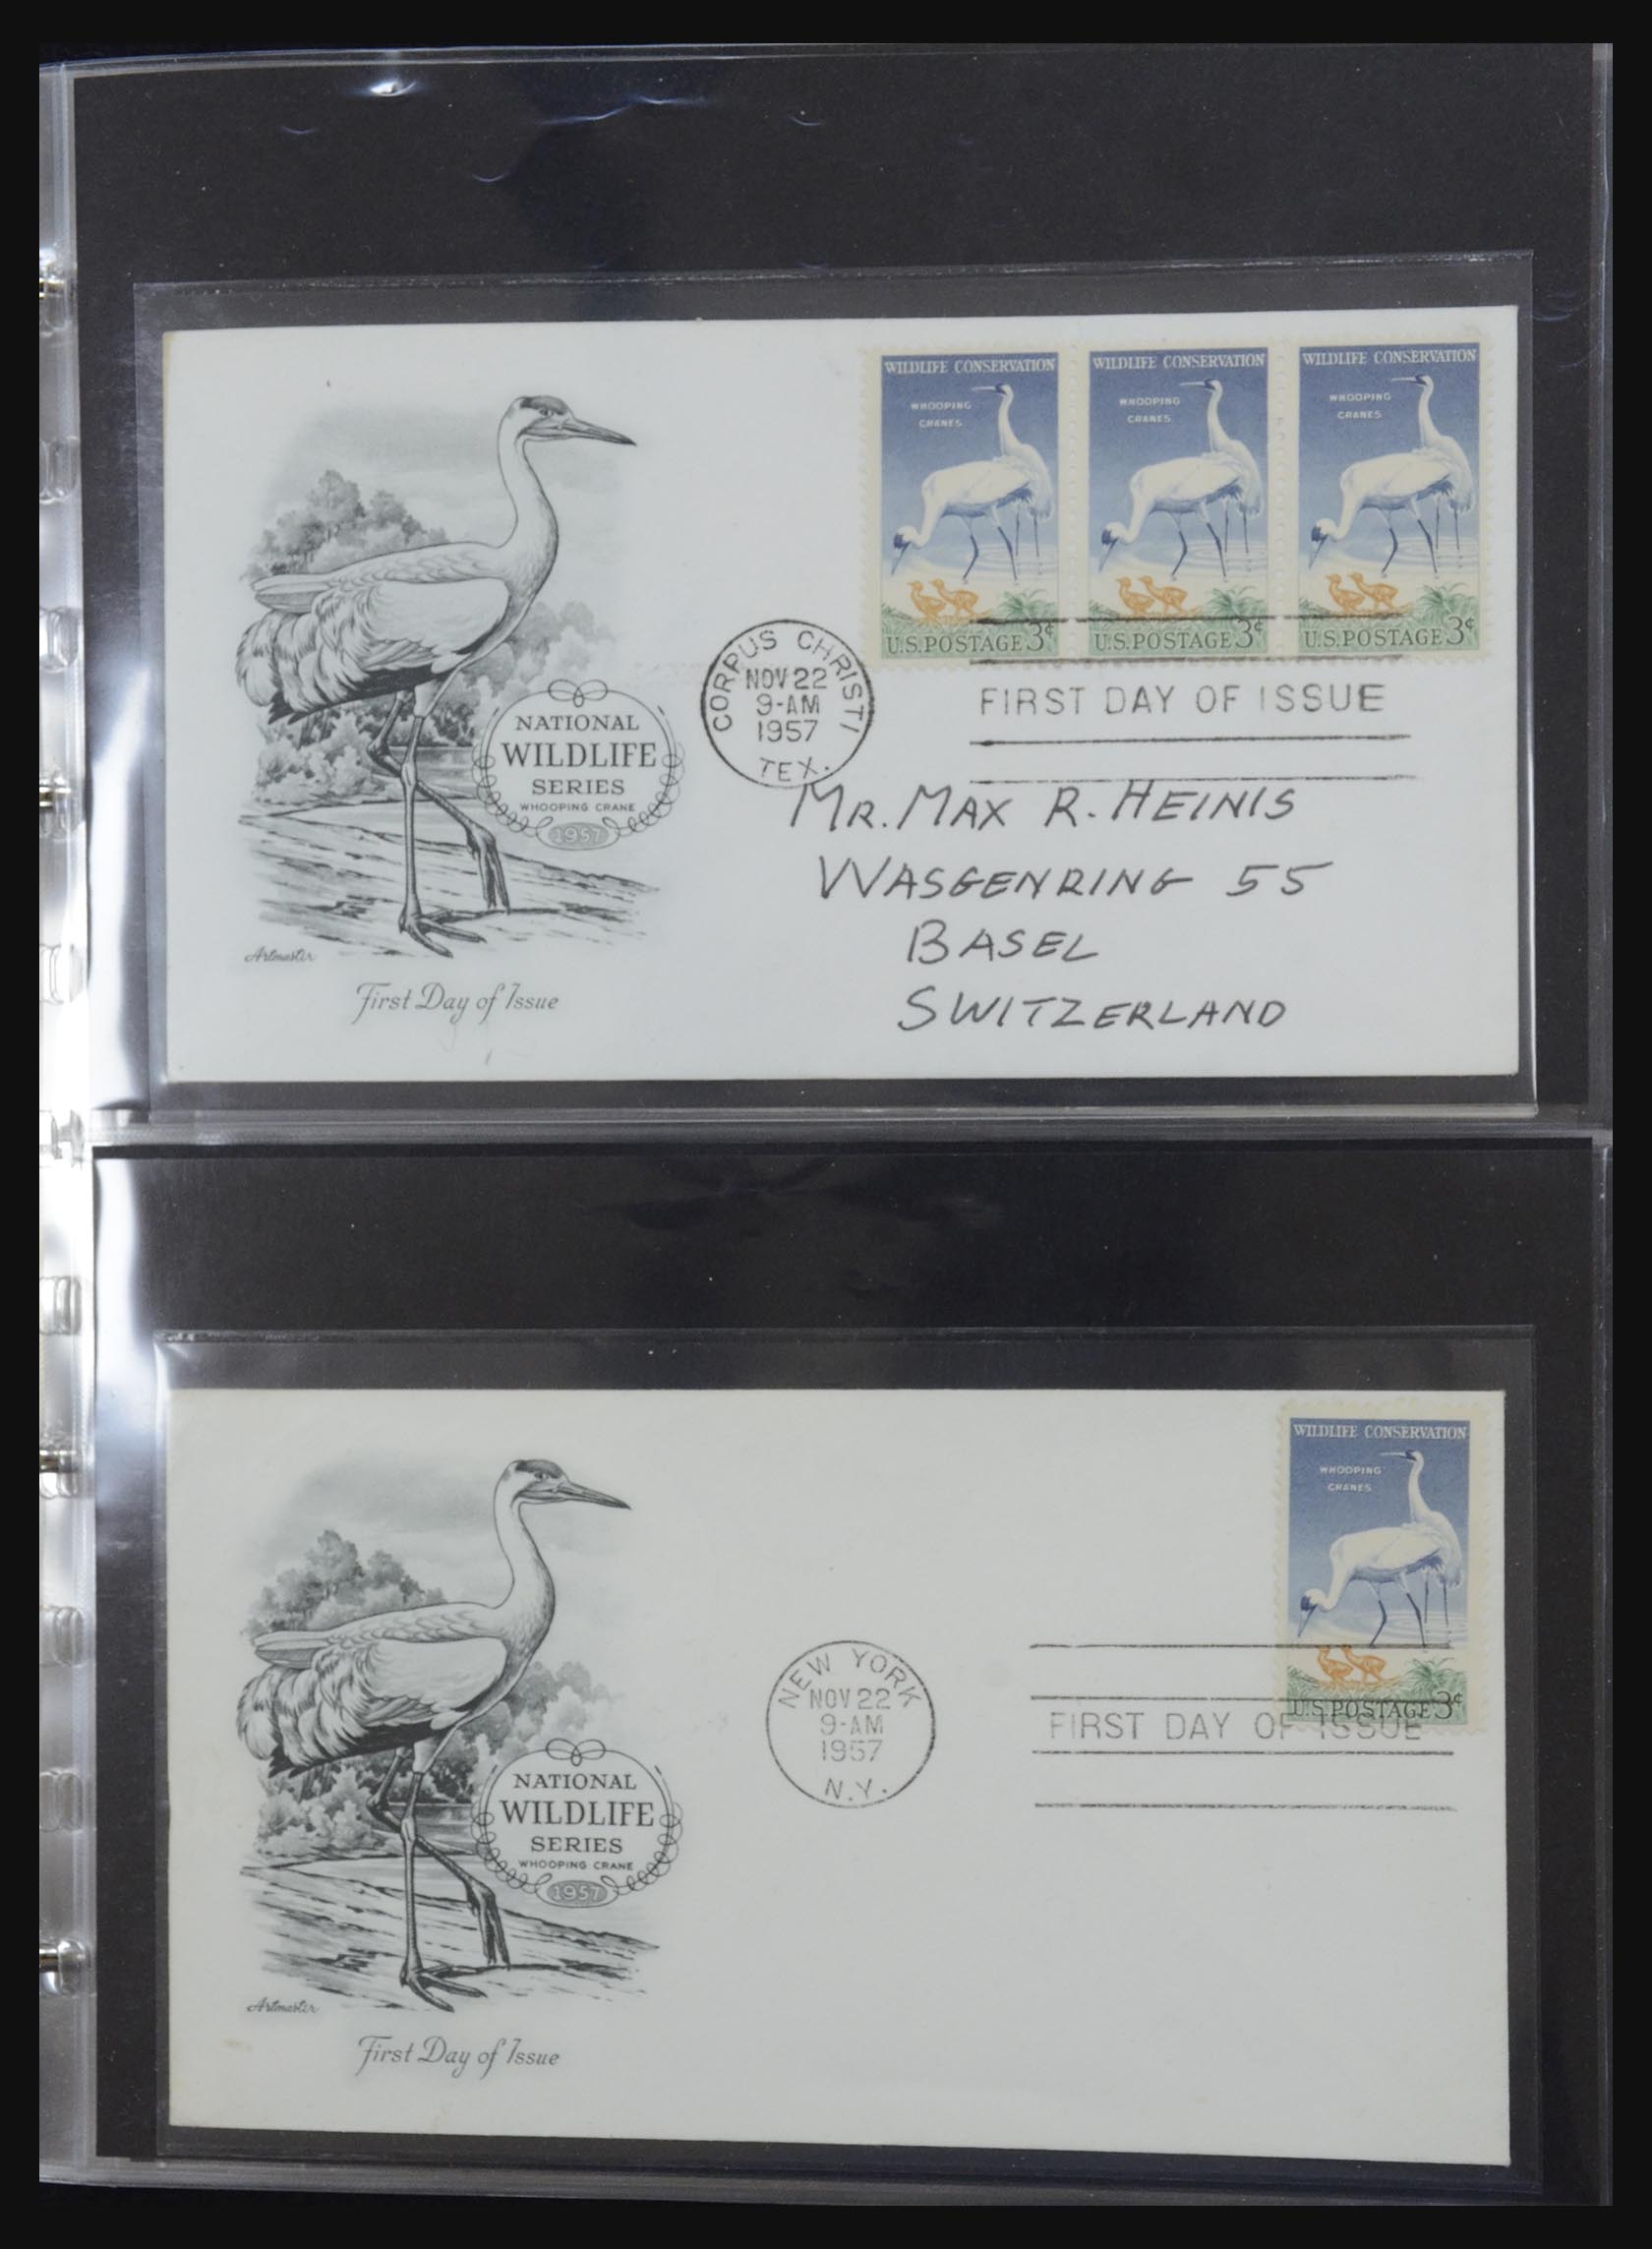 WILDLIFE CONSERVATION
WHOOPING
CRANES
U.S.POSTAGE 3¢
WILDLIFE CONSERVATION
WHOOPING
CRANES
U.S.POSTAGE 3¢
WILDLIFE CONSERVATION
WHOOPING
CRANES
U.S.POSTAGE 3¢
CORPUS CHRISTI
NOV 22
9-AM
1957
TEX.
FIRST DAY OF ISSUE
NATIONAL
WILDLIFE
SERIES
WHOOPING CRANE
1957
Artmaster
First Day of Issue
MR. MAX R. HEINIS
WASGENRING 55
BASEL
SWITZERLAND
WILDLIFE CONSERVATION
WHOOPING
CRANES
U.S.POSTAGE 3¢
NEW YORK
NOV 22
9-AM
1957
N.Y.
FIRST DAY OF ISSUE
NATIONAL
WILDLIFE
SERIES
WHOOPING CRANE
1957
Artmaster
First Day of Issue